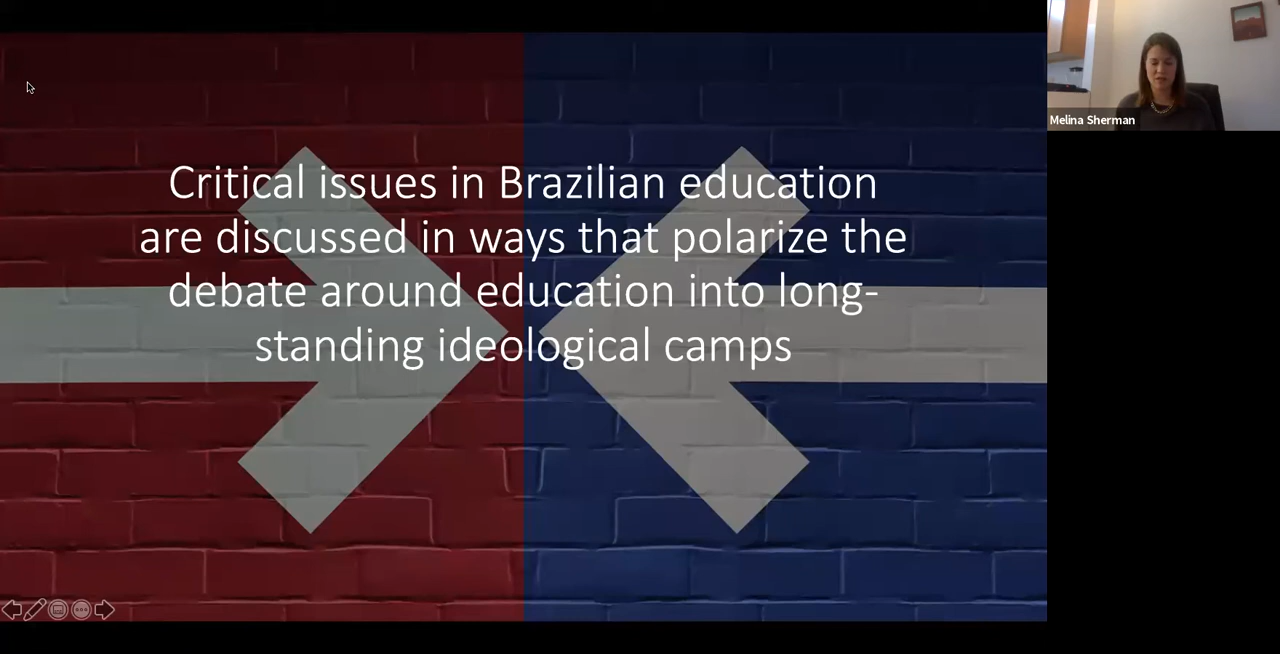 Critical issues in Brazilian education
are discussed in ways that polarize the
debate around education into long-
standing ideological camps
Melina Sherman